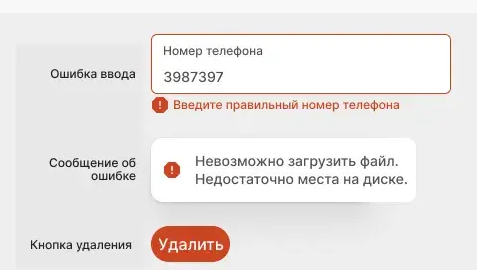 Ошибка ввода
Номер телефона
3987397
Введите правильный номер телефона
Сообщение об
ошибке
Невозможно загрузить файл.
Недостаточно места на диске.
Кнопка удаления
Удалить